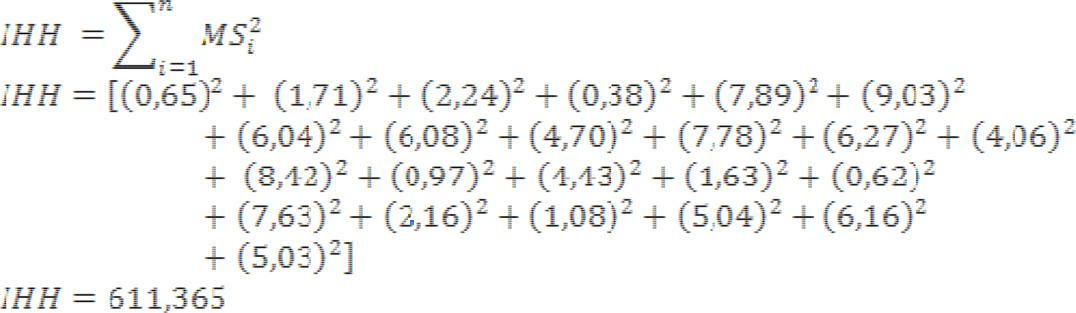 IHH = ∑ⁿᵢ₌₁ MSᵢ²
IHH = [(0,65)² + (1,71)² + (2,24)² + (0,38)² + (7,89)² + (9,03)²
+ (6,04)² + (6,08)² + (4,70)² + (7,78)² + (6,27)² + (4,06)²
+ (8,42)² + (0,97)² + (4,43)² + (1,63)² + (0,62)²
+ (7,63)² + (2,16)² + (1,08)² + (5,04)² + (6,16)²
+ (5,03)²]
IHH = 611,365